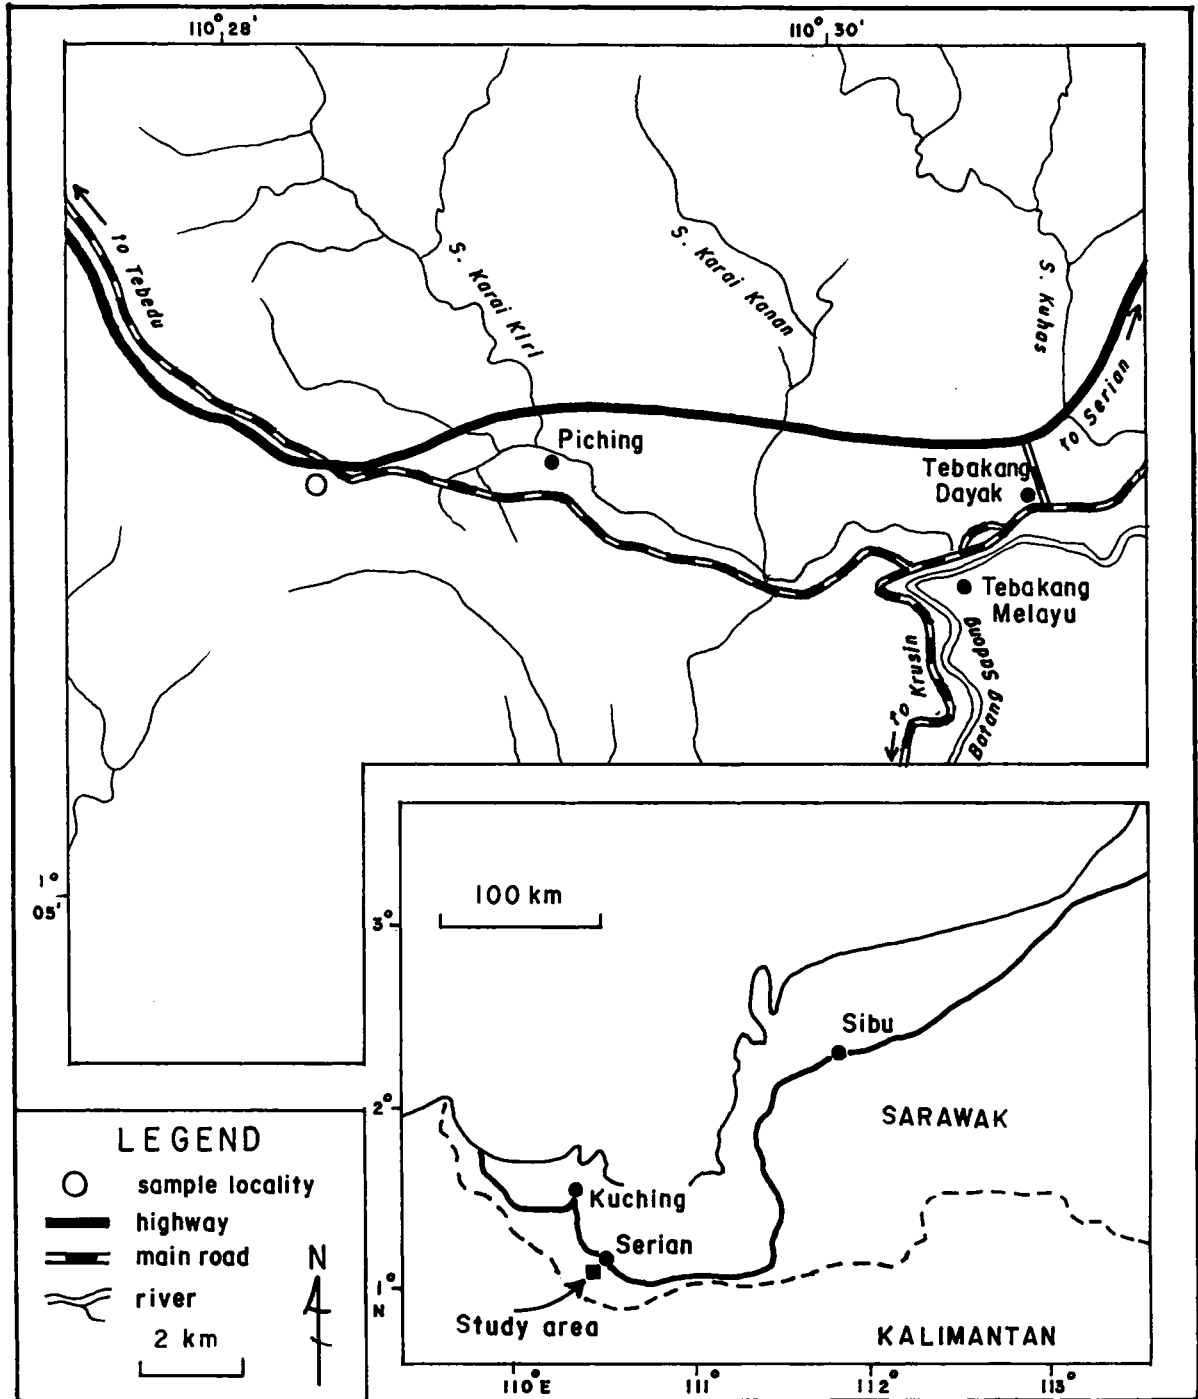 110° 28'
110° 30'
to Tebedu
S. Karai Kiri
S. Karai Kanan
S. Kuhas
to Serian
Piching
Tebakang
Dayak
Tebakang
Melayu
to Krusin
Batang Sadong
1°
05'
100 km
3°
Sibu
2°
SARAWAK
Kuching
Serian
1°
N
Study area
KALIMANTAN
110°E
111°
112°
113°
LEGEND
sample locality
highway
main road
river
2 km
N